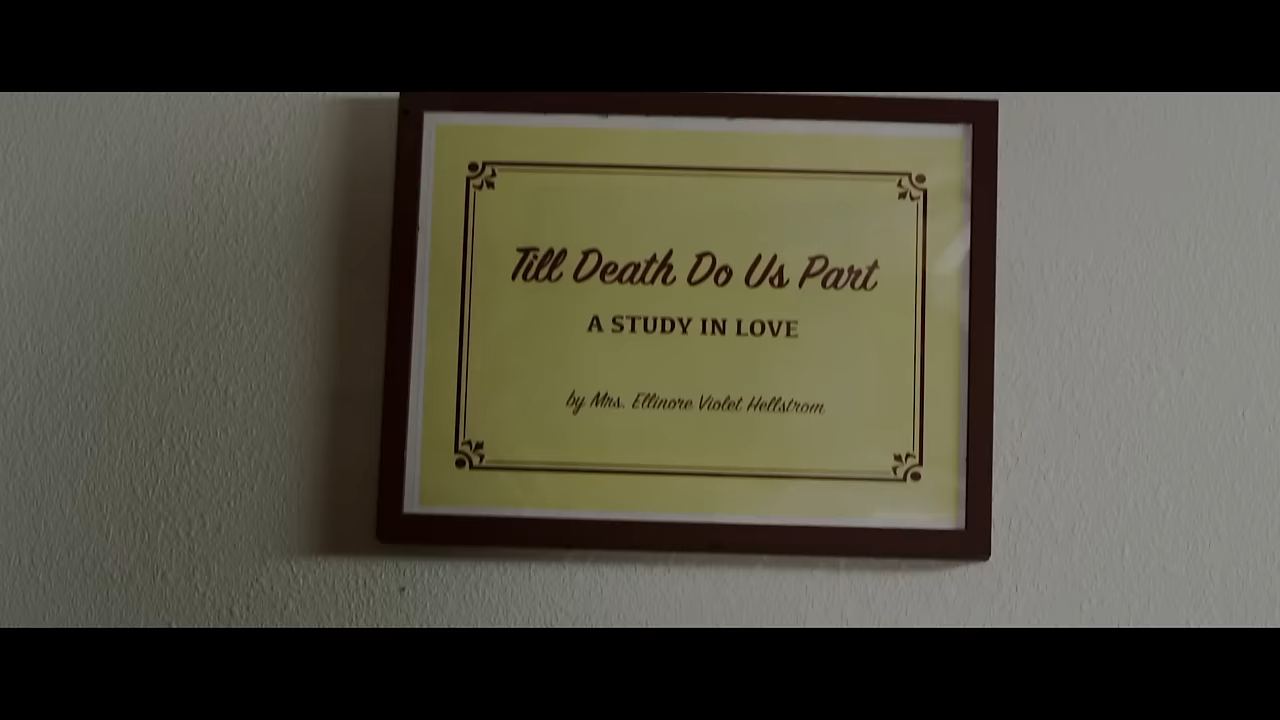 Till Death Do Us Part
A STUDY IN LOVE
by Mrs. Ellinore Violet Hellstrom